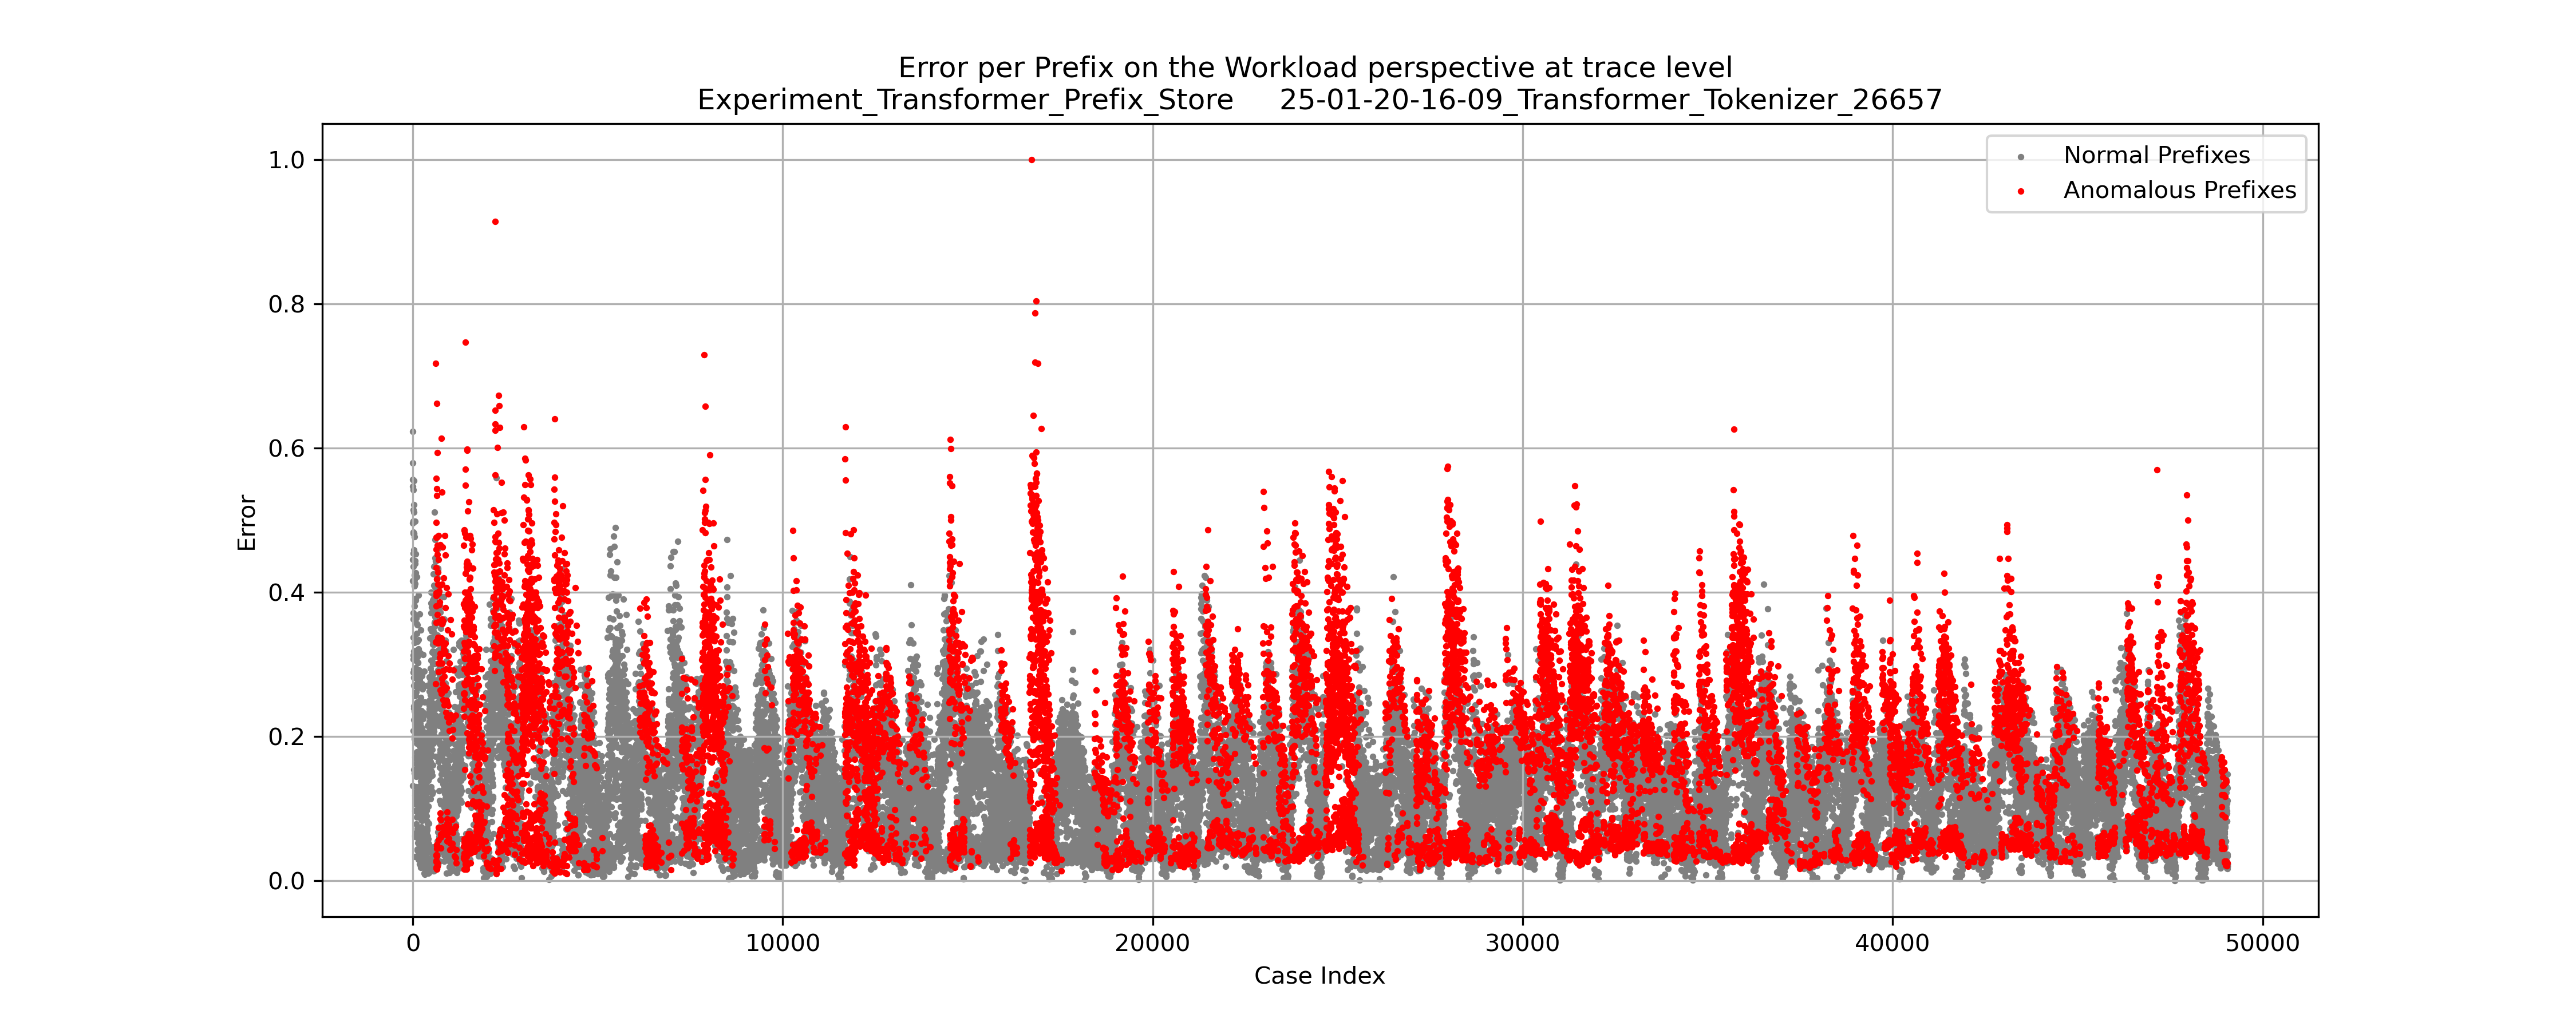 Error per Prefix on the Workload perspective at trace level
Experiment_Transformer_Prefix_Store     25-01-20-16-09_Transformer_Tokenizer_26657
Normal Prefixes
Anomalous Prefixes
1.0
0.8
0.6
0.4
0.2
0.0
Error
0
10000
20000
30000
40000
50000
Case Index